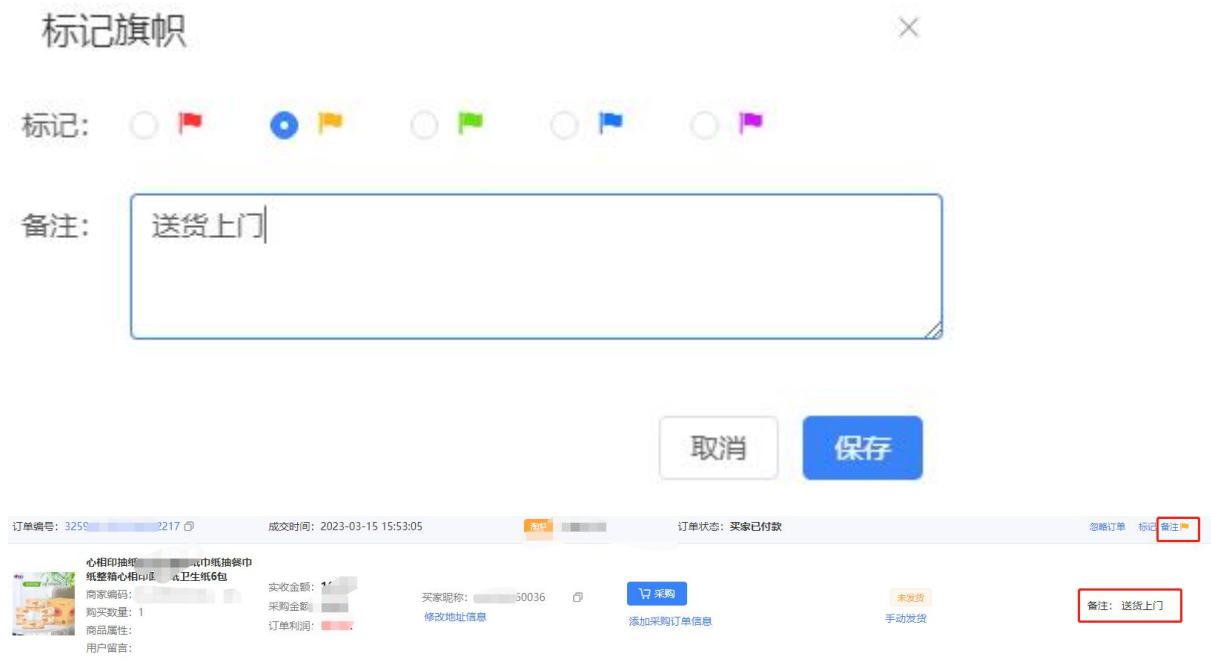 标记旗帜
标记：
备注：
送货上门
取消
保存
订单编号：3259 2217
成交时间：2023-03-15 15:53:05
订单状态：买家已付款
忽略订单 标记 备注
心相印抽纸 纸巾纸抽餐巾
纸整箱心相印 纸卫生纸6包
商家编码：
购买数量：1
商品属性：
用户留言：
实收金额：
采购金额
订单利润：
买家昵称： 60036
修改地址信息
采购
添加采购订单信息
未发货
手动发货
备注：送货上门